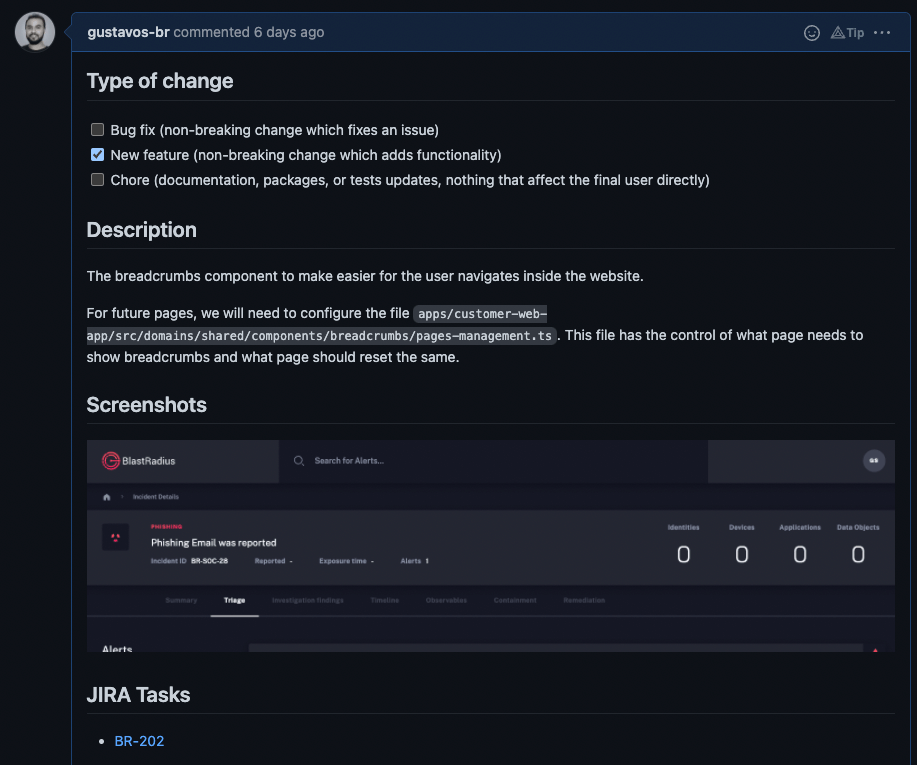 gustavos-br commented 6 days ago
Tip
Type of change
Bug fix (non-breaking change which fixes an issue)
New feature (non-breaking change which adds functionality)
Chore (documentation, packages, or tests updates, nothing that affect the final user directly)
Description
The breadcrumbs component to make easier for the user navigates inside the website.
For future pages, we will need to configure the file apps/customer-web-
app/src/domains/shared/components/breadcrumbs/pages-management.ts. This file has the control of what page needs to
show breadcrumbs and what page should reset the same.
Screenshots
BlastRadius
Search for Alerts...
Incident Details
PHISHING
Phishing Email was reported
Incident ID BR-SOC-28 Reported - Exposure time - Alerts 1
Identities Devices Applications Data Objects
0 0 0 0
Summary Triage Investigation findings Timeline Observables Containment Remediation
Alerts
JIRA Tasks
BR-202